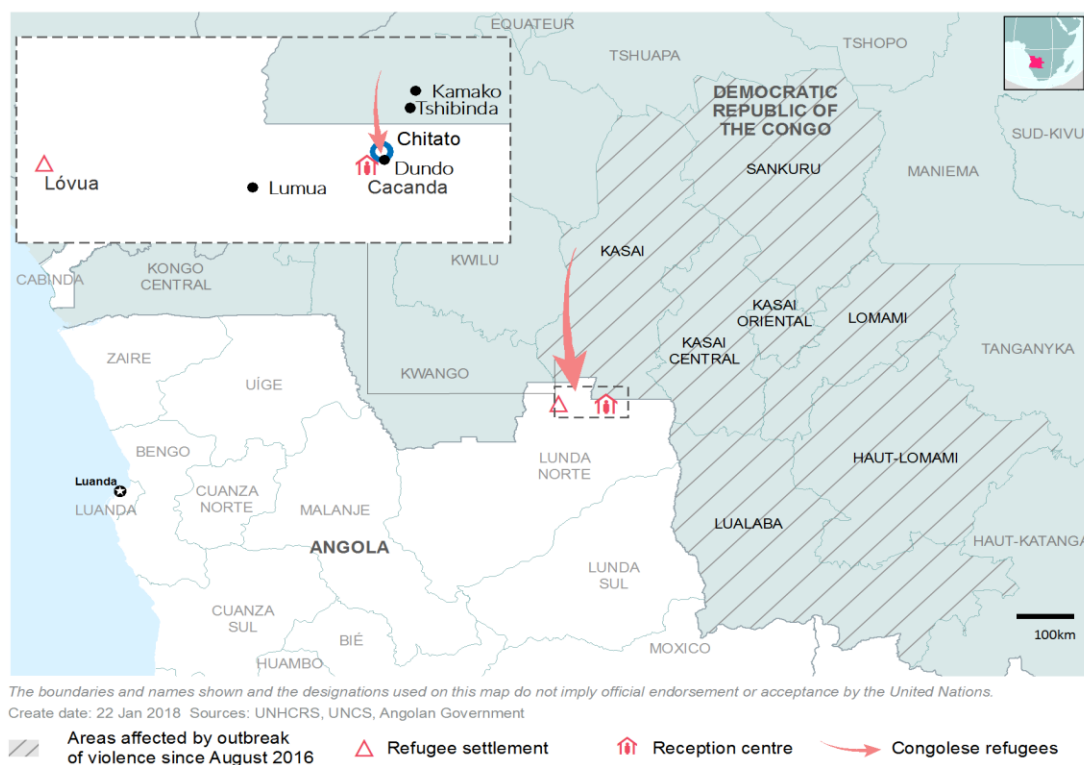 EQUATEUR
TSHUAPA
TSHOPO
DEMOCRATIC
REPUBLIC OF
THE CONGO
SUD-KIVU
SANKURU
MANIEMA
Kamako
Tshibinda
Chitato
Dundo
Cacanda
Lóvua
Lumua
CABINDA
KONGO
CENTRAL
KWILU
KASAI
KASAI
ORIENTAL
LOMAMI
KASAI
CENTRAL
TANGANYKA
ZAIRE
UÍGE
KWANGO
BENGO
LUNDA
NORTE
HAUT-LOMAMI
Luanda
LUANDA
CUANZA
NORTE
MALANJE
LUALABA
ANGOLA
HAUT-KATANGA
LUNDA
SUL
CUANZA
SUL
BIÉ
MOXICO
HUAMBO
100km
The boundaries and names shown and the designations used on this map do not imply official endorsement or acceptance by the United Nations.
Create date: 22 Jan 2018 Sources: UNHCRS, UNCS, Angolan Government
Areas affected by outbreak
of violence since August 2016
Refugee settlement
Reception centre
Congolese refugees